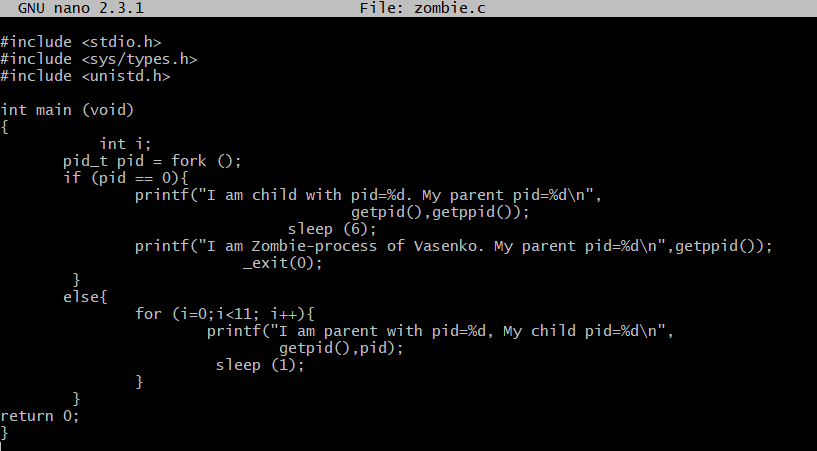 GNU nano 2.3.1 File: zombie.c
#include <stdio.h>
#include <sys/types.h>
#include <unistd.h>
int main (void)
{
int i;
pid_t pid = fork ();
if (pid == 0){
printf("I am child with pid=%d. My parent pid=%d\n",
getpid(),getppid());
sleep (6);
printf("I am Zombie-process of Vasenko. My parent pid=%d\n",getppid());
_exit(0);
}
else{
for (i=0;i<11; i++){
printf("I am parent with pid=%d, My child pid=%d\n",
getpid(),pid);
sleep (1);
}
}
return 0;
}